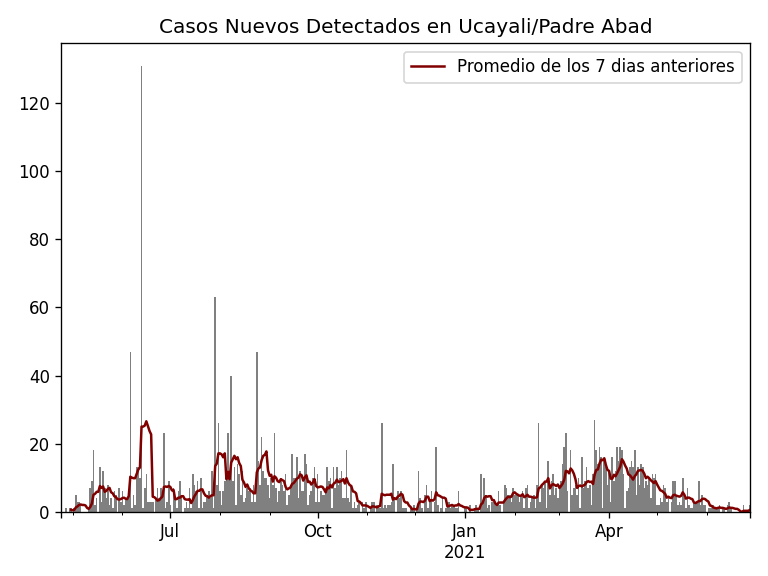 Casos Nuevos Detectados en Ucayali/Padre Abad
Promedio de los 7 dias anteriores
120
100
80
60
40
20
0
Jul Oct Jan Apr
2021